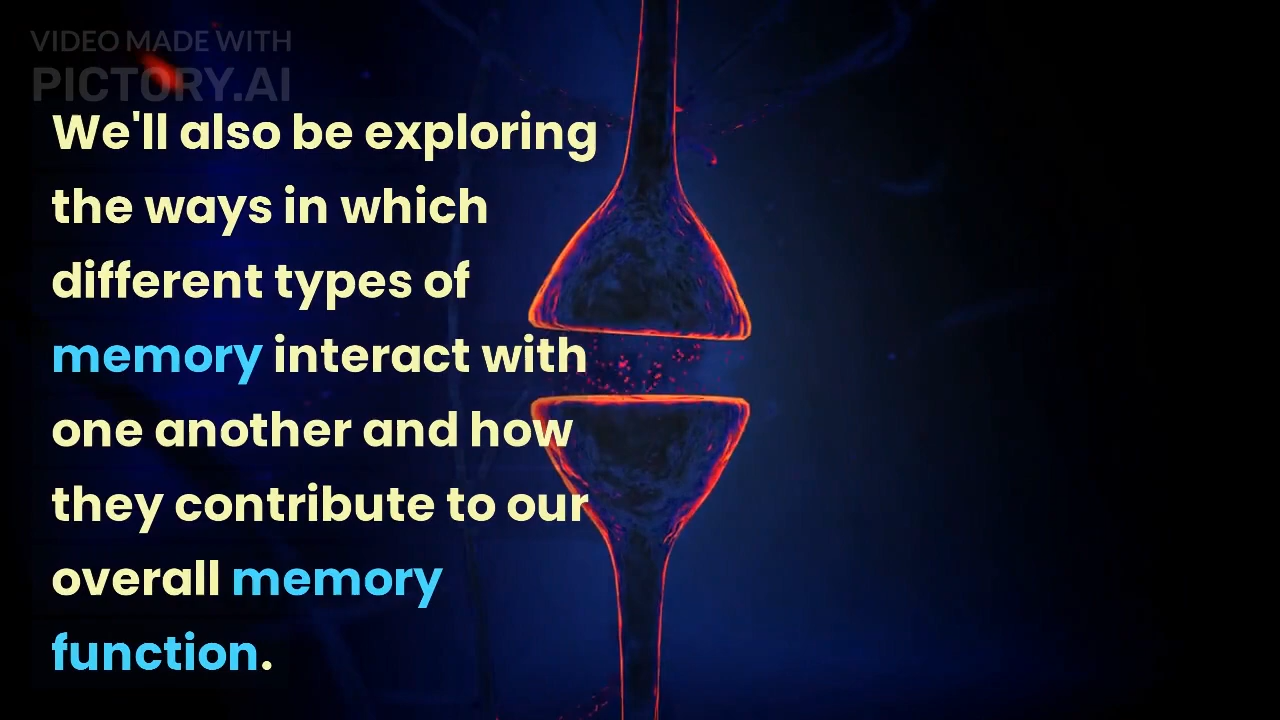 VIDEO MADE WITH
PICTORY.AI
We'll also be exploring
the ways in which
different types of
memory interact with
one another and how
they contribute to our
overall memory
function.